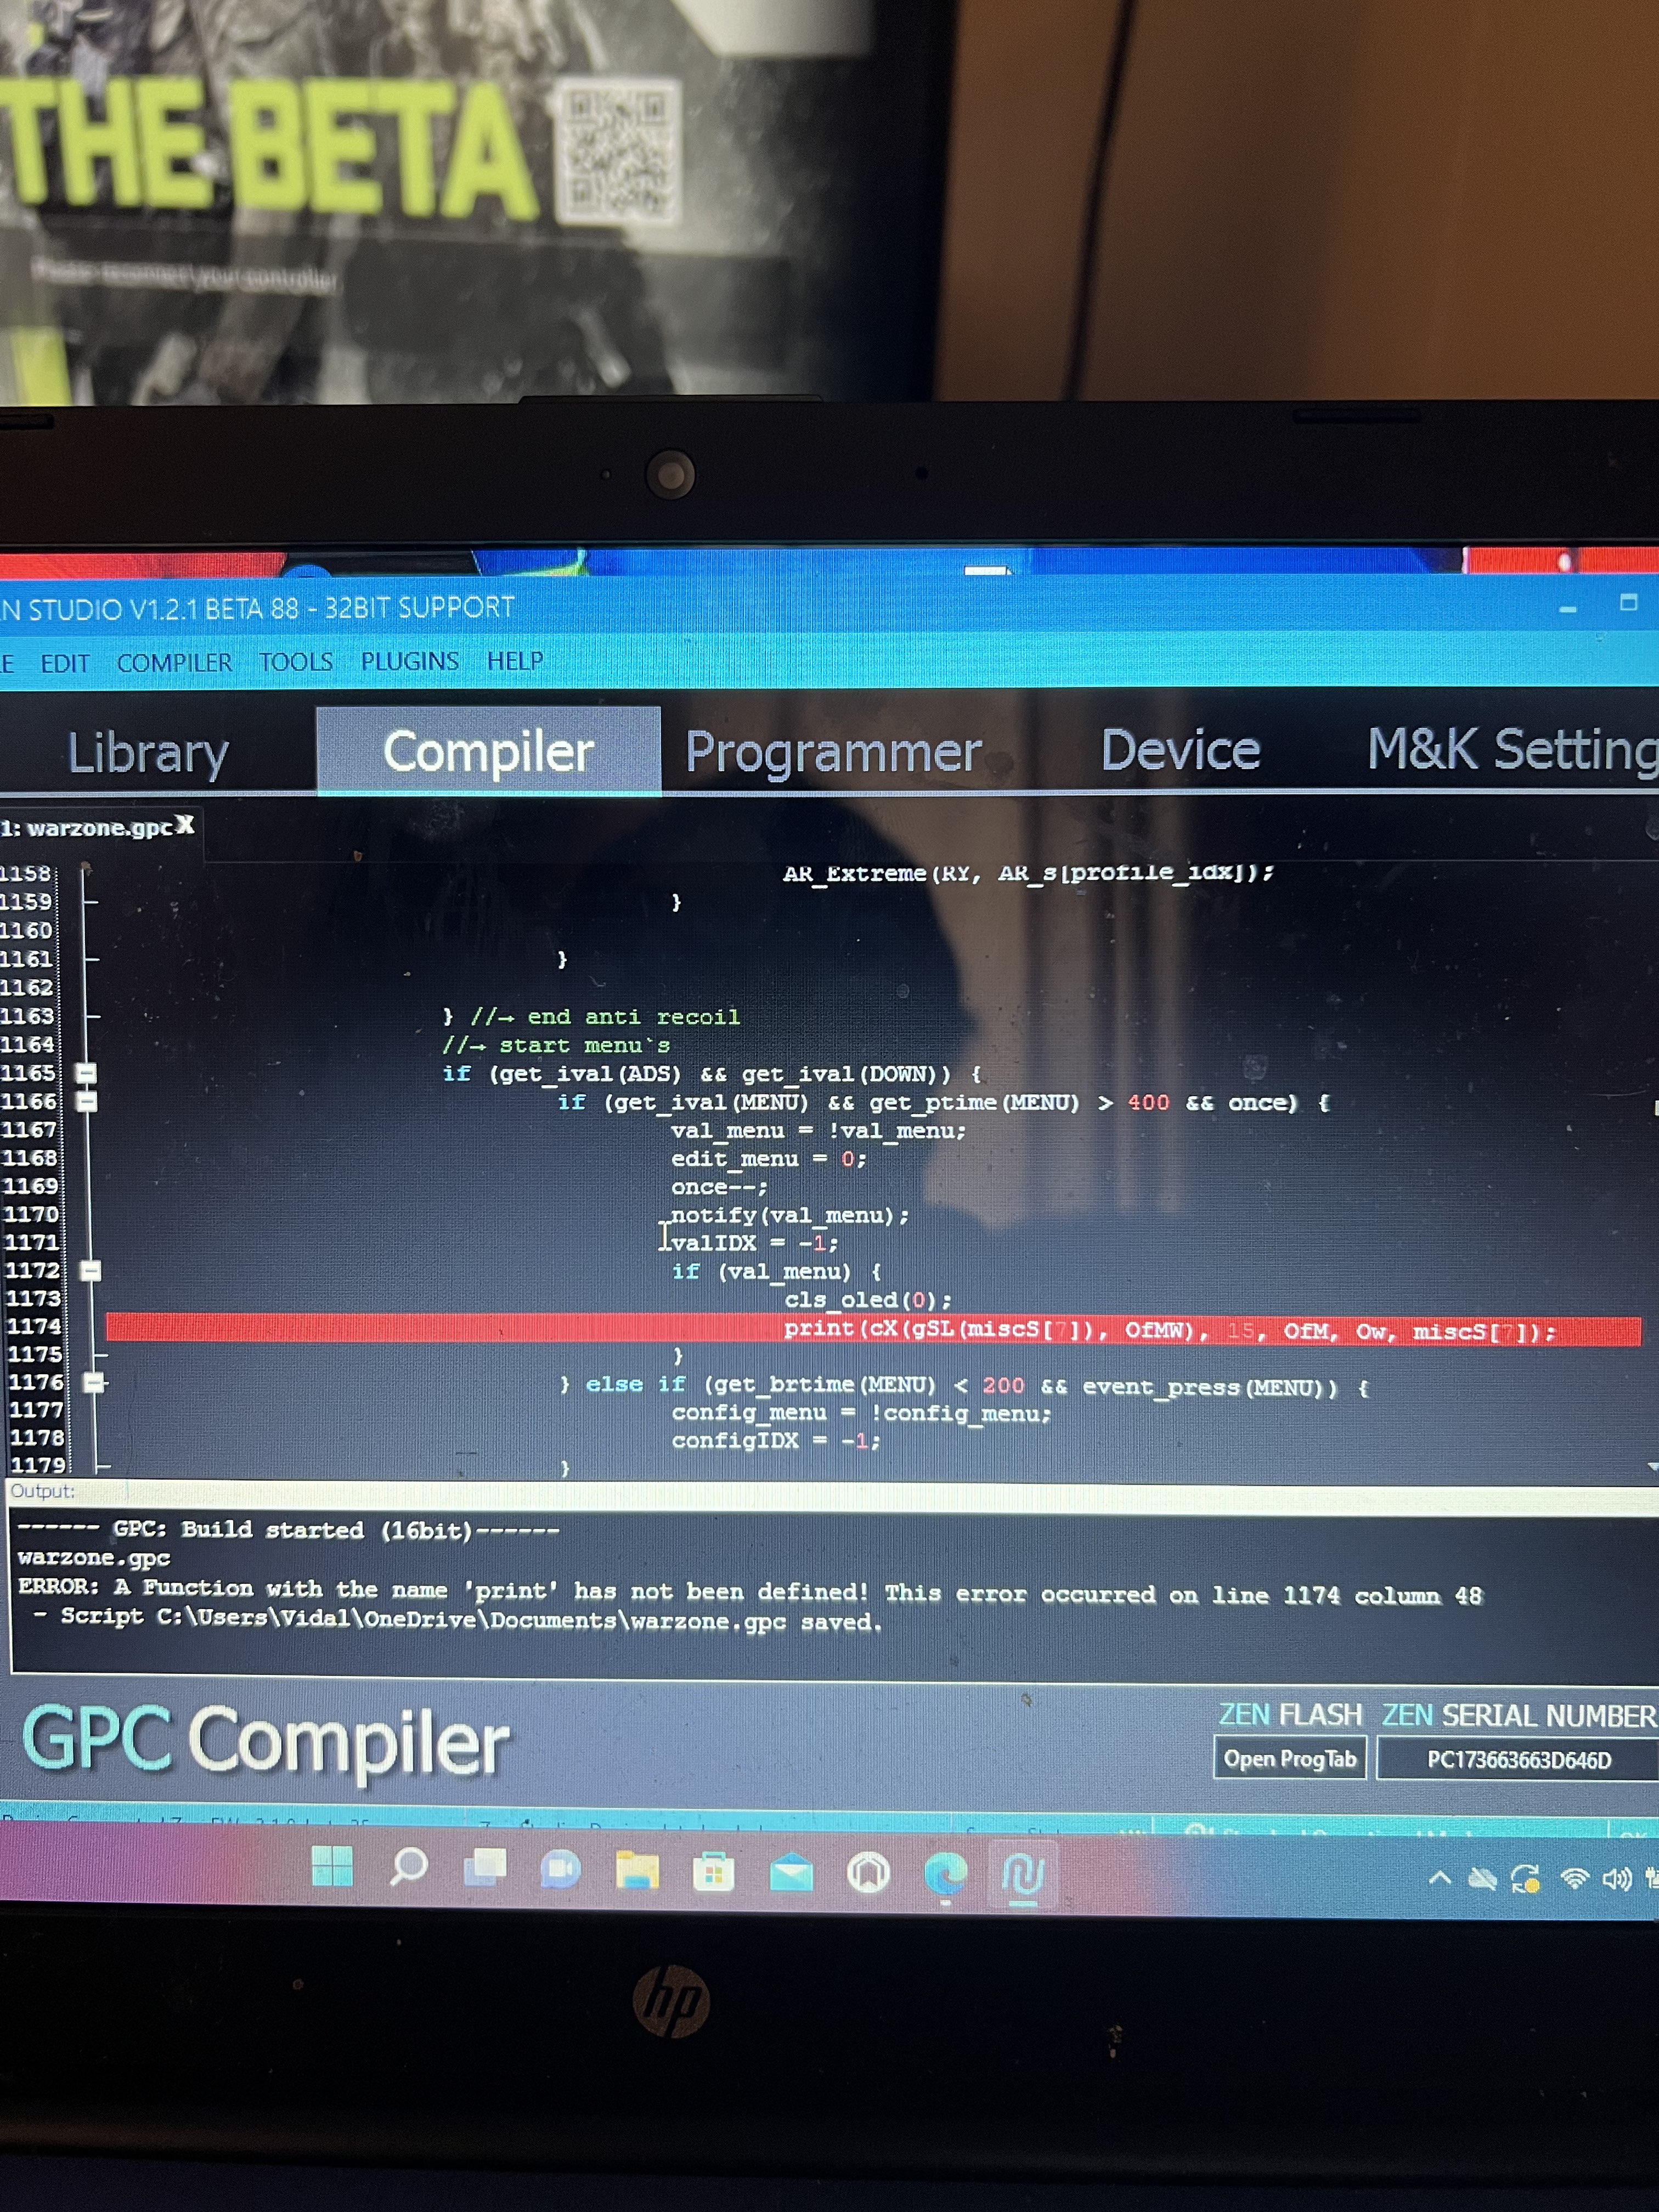 THE BETA
Please reconnect your controller
N STUDIO V1.2.1 BETA 88 - 32BIT SUPPORT
E EDIT COMPILER TOOLS PLUGINS HELP
Library Compiler Programmer Device M&K Setting
1: warzone.gpc X
1158 AR_Extreme(RY, AR_s[profile_idx]);
1159 }
1160
1161 }
1162
1163 } //→ end anti recoil
1164 //→ start menu`s
1165 if (get_ival(ADS) && get_ival(DOWN)) {
1166 if (get_ival(MENU) && get_ptime(MENU) > 400 && once) {
1167 val_menu = !val_menu;
1168 edit_menu = 0;
1169 once--;
1170 notify(val_menu);
1171 valIDX = -1;
1172 if (val_menu) {
1173 cls_oled(0);
1174 print(cX(gSL(miscS[7]), OfMW), 15, OfM, Ow, miscS[7]);
1175 }
1176 } else if (get_brtime(MENU) < 200 && event_press(MENU)) {
1177 config_menu = !config_menu;
1178 configIDX = -1;
1179 }
Output:
------ GPC: Build started (16bit)------
warzone.gpc
ERROR: A Function with the name 'print' has not been defined! This error occurred on line 1174 column 48
- Script C:\Users\Vidal\OneDrive\Documents\warzone.gpc saved.
GPC Compiler
ZEN FLASH ZEN SERIAL NUMBER
Open ProgTab PC173663663D646D
hp